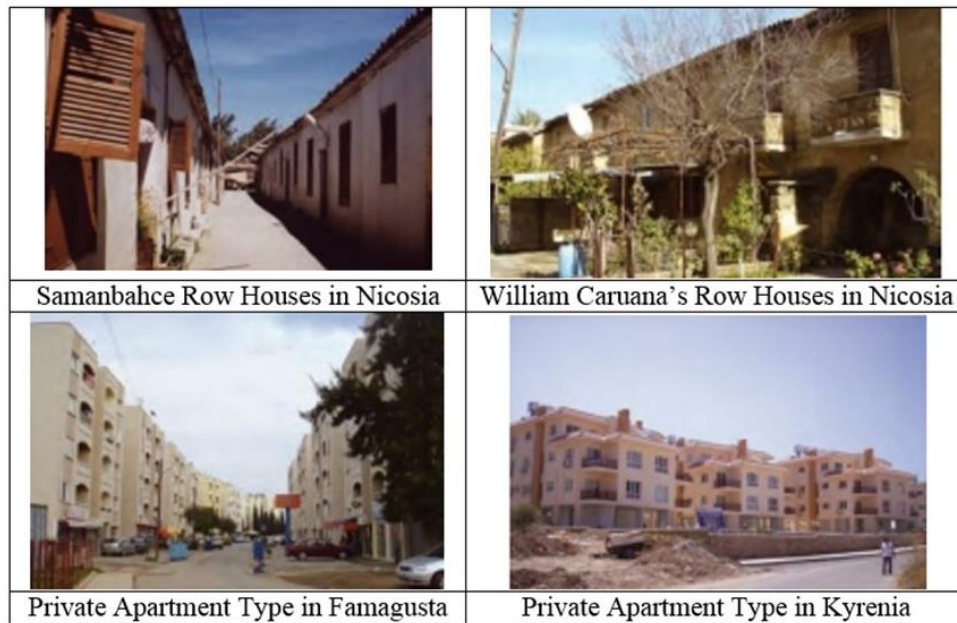 Samanbahce Row Houses in Nicosia
William Caruana's Row Houses in Nicosia
Private Apartment Type in Famagusta
Private Apartment Type in Kyrenia